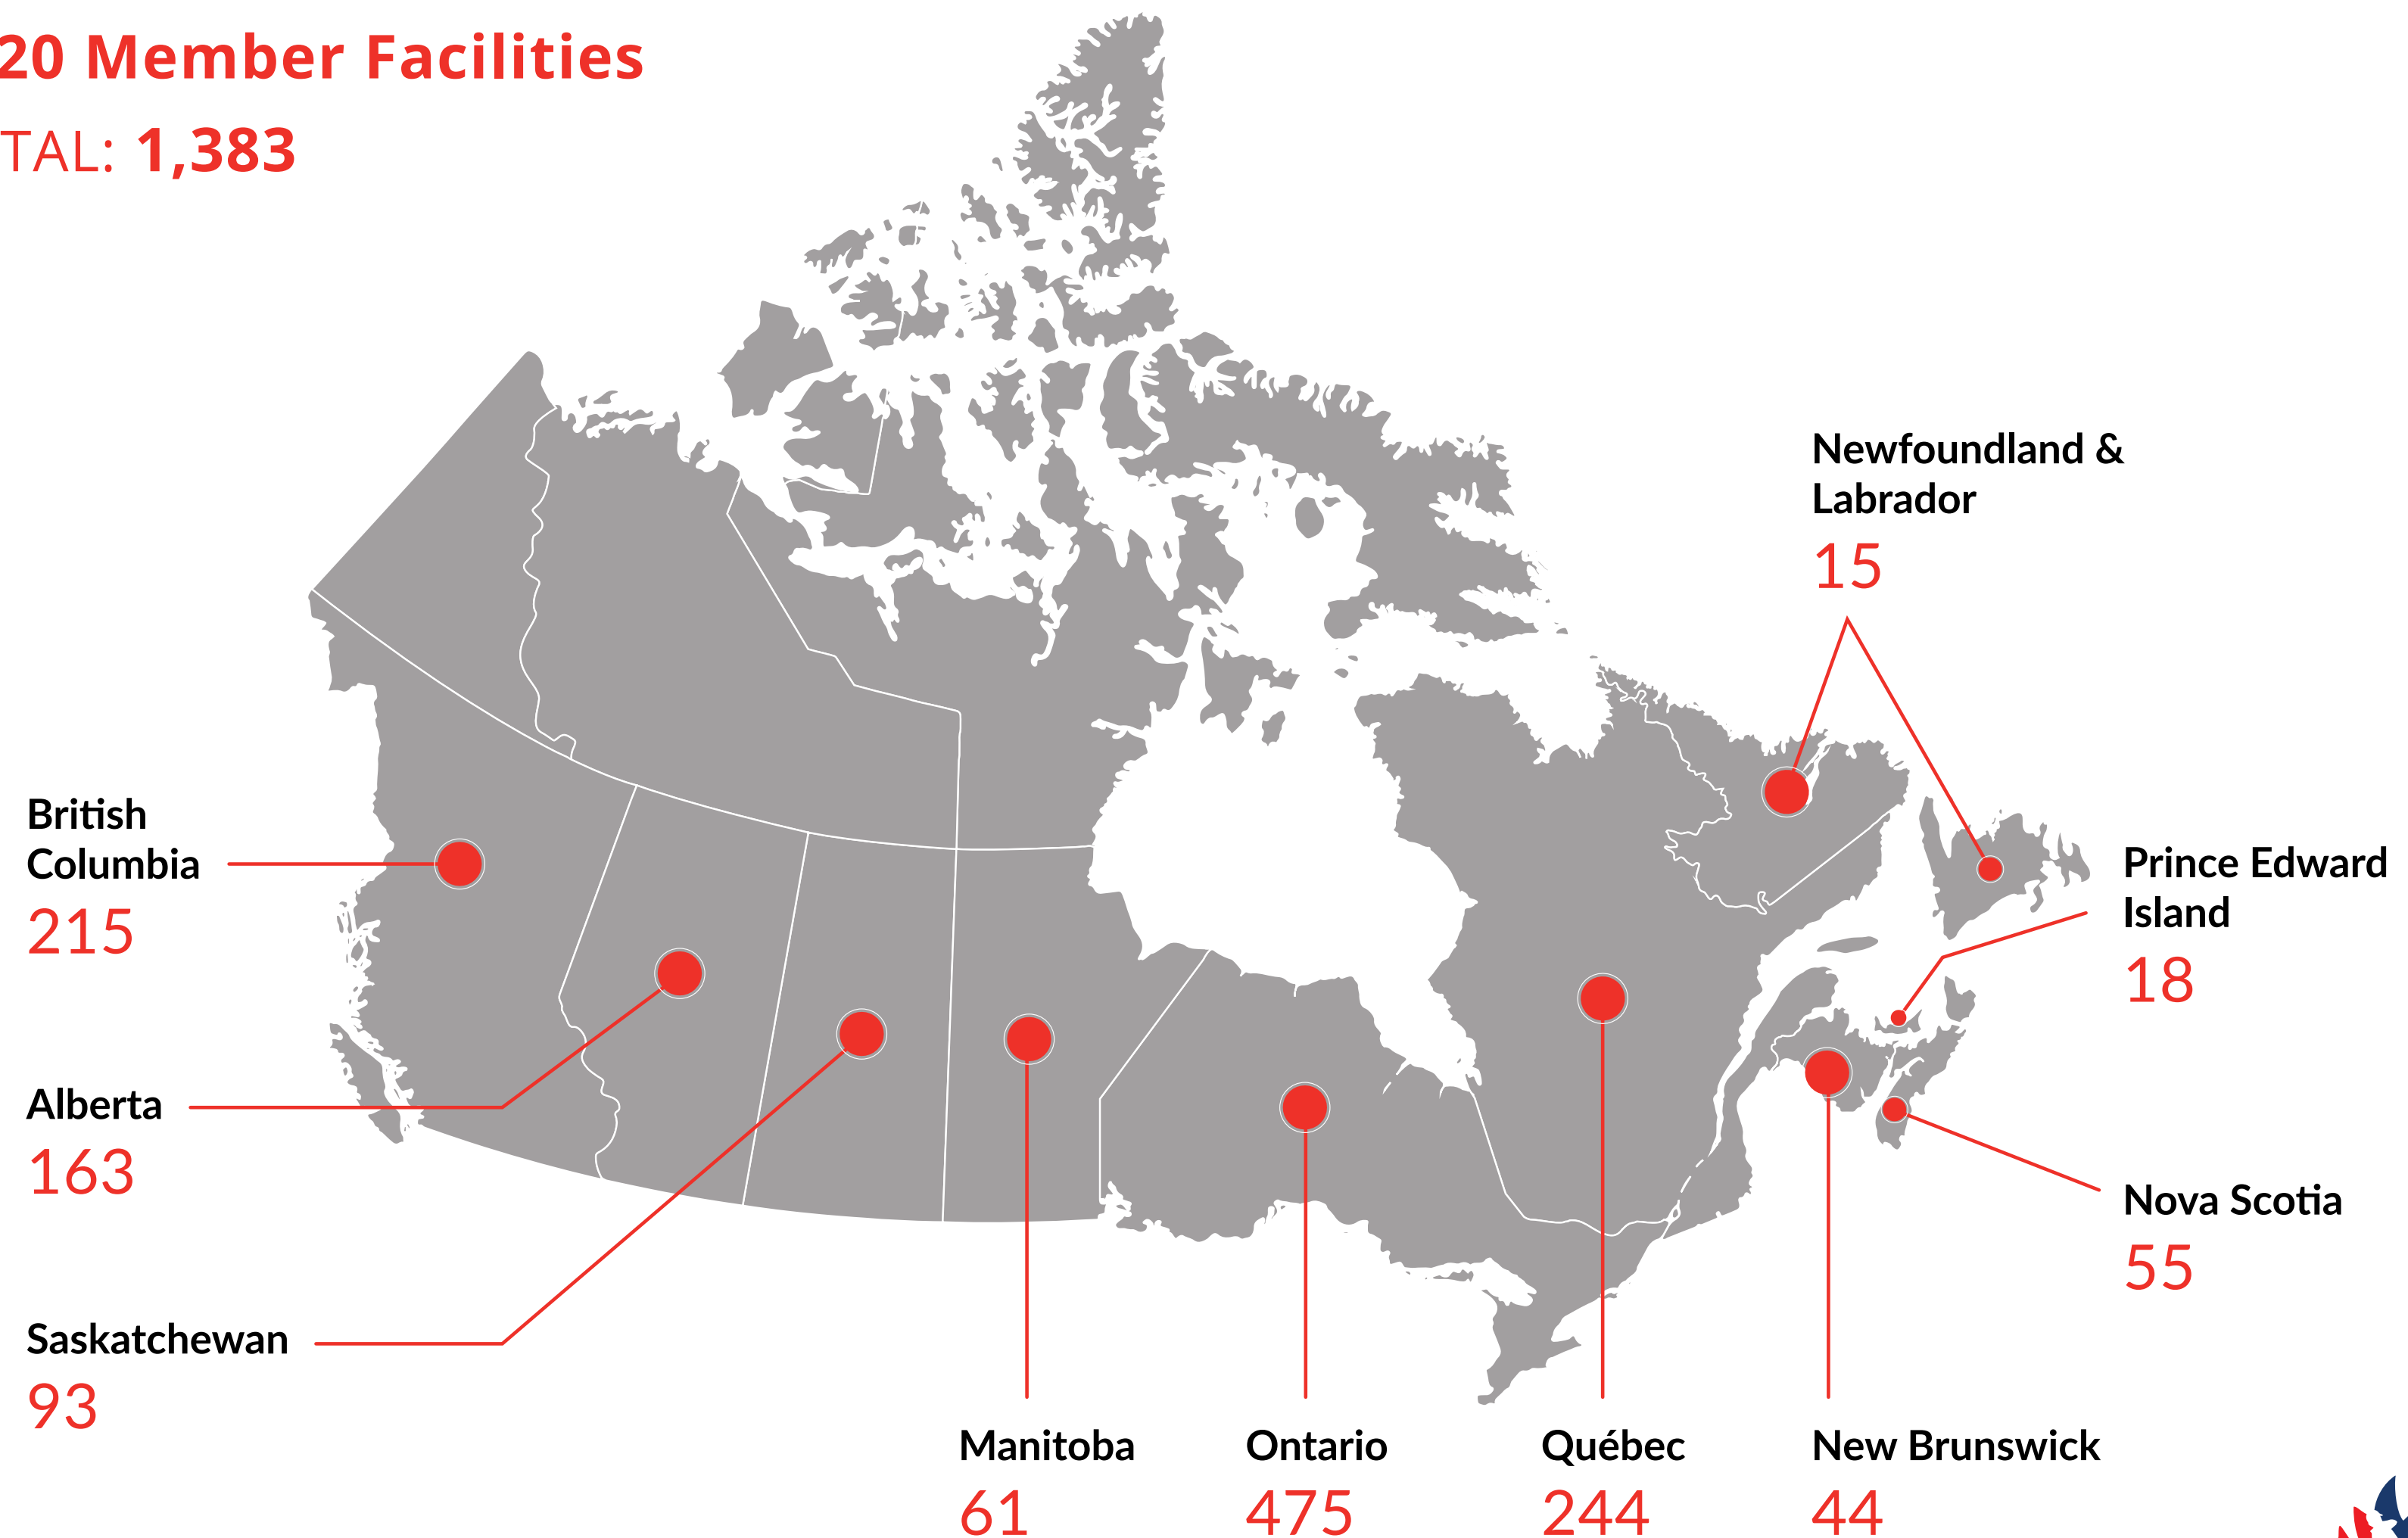 20 Member Facilities
TAL: 1,383
Newfoundland &
Labrador
15
British
Columbia
215
Prince Edward
Island
18
Alberta
163
Nova Scotia
55
Saskatchewan
93
Manitoba
61
Ontario
475
Québec
244
New Brunswick
44